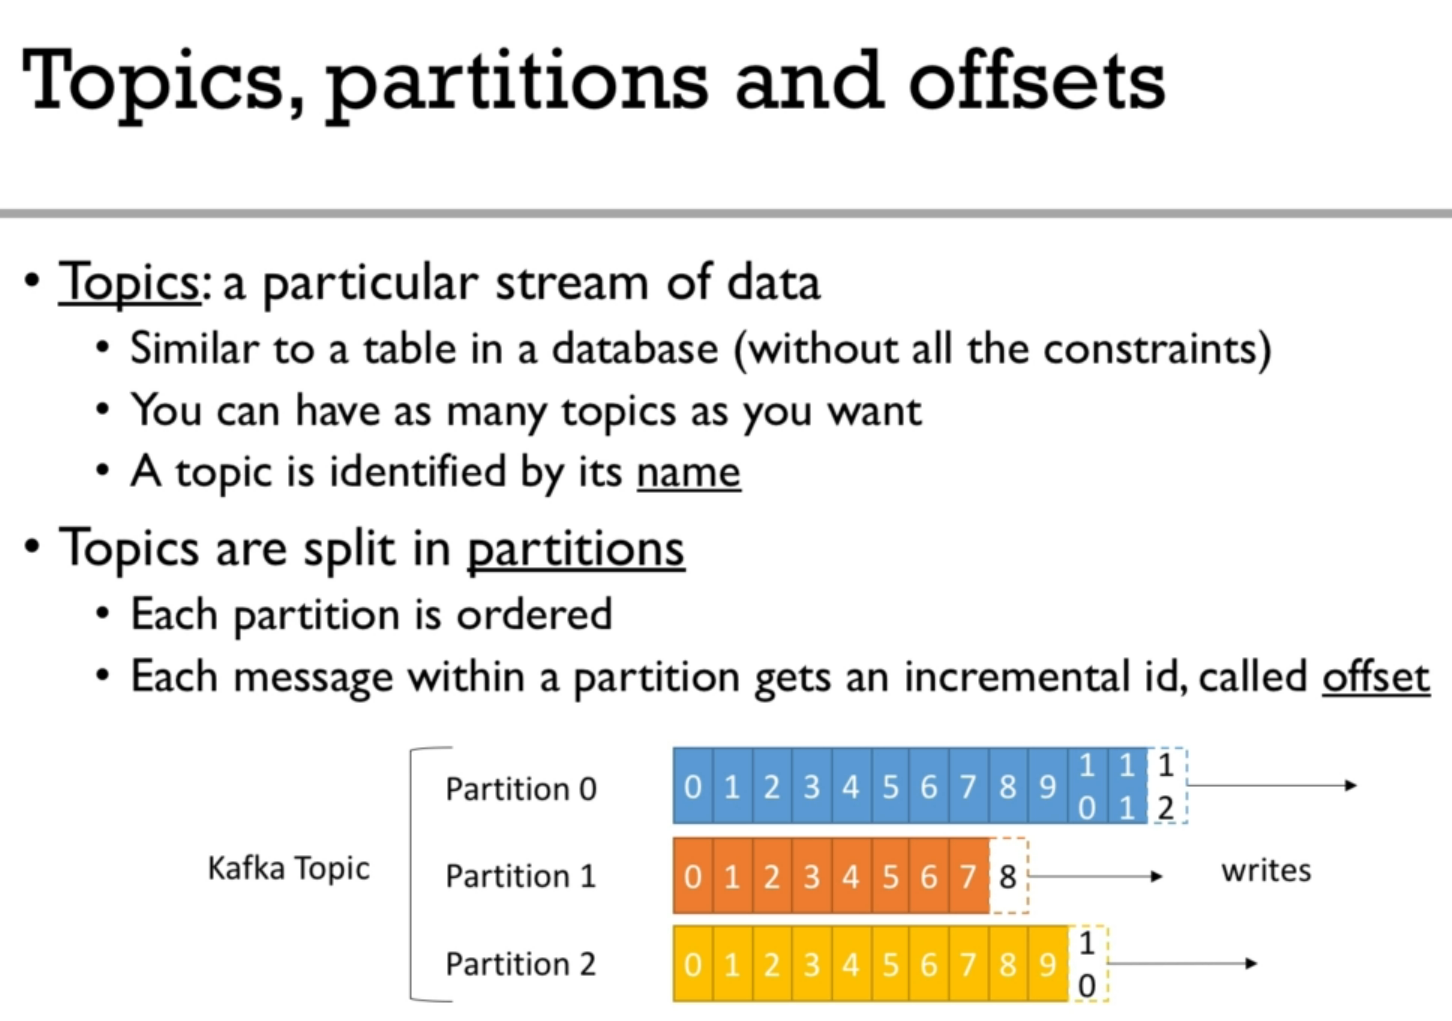 Topics, partitions and offsets
• Topics: a particular stream of data
• Similar to a table in a database (without all the constraints)
• You can have as many topics as you want
• A topic is identified by its name
• Topics are split in partitions
• Each partition is ordered
• Each message within a partition gets an incremental id, called offset
Kafka Topic
Partition 0
0 1 2 3 4 5 6 7 8 9 10 11 12
Partition 1
0 1 2 3 4 5 6 7 8
writes
Partition 2
0 1 2 3 4 5 6 7 8 9 10